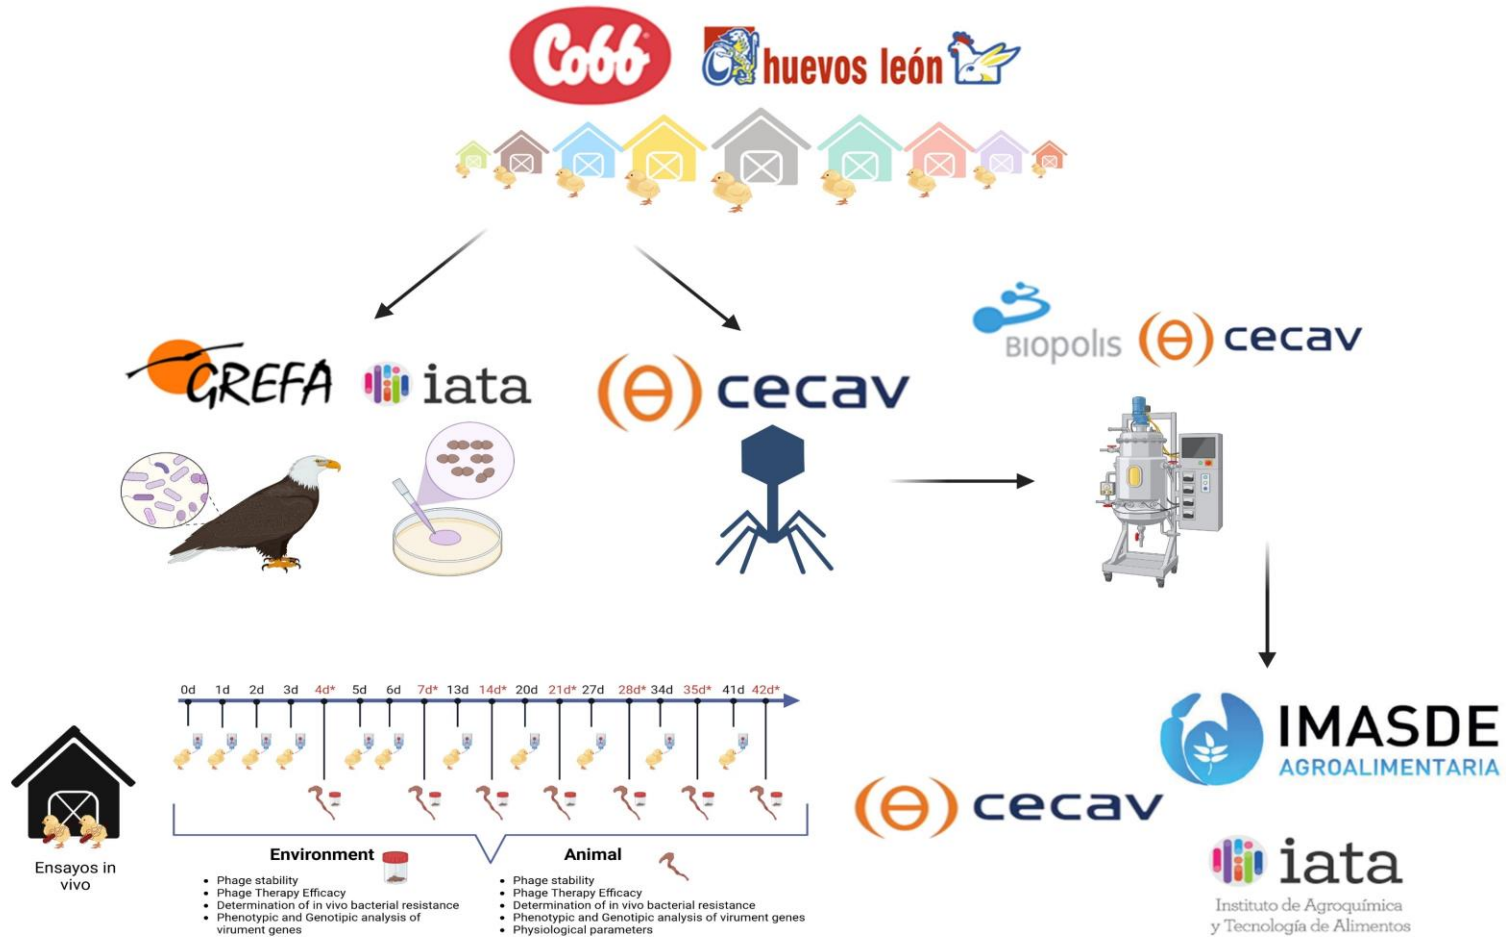 Cobb
huevos león
BIOPOLIS
cecav
GREFA
iata
cecav
0d 1d 2d 3d 4d* 5d 6d 7d* 13d 14d* 20d 21d* 27d 28d* 34d 35d* 41d 42d*
IMASDE
AGROALIMENTARIA
cecav
Ensayos in
vivo
Environment
• Phage stability
• Phage Therapy Efficacy
• Determination of in vivo bacterial resistance
• Phenotypic and Genotipic analysis of
virument genes
Animal
• Phage stability
• Phage Therapy Efficacy
• Determination of in vivo bacterial resistance
• Phenotypic and Genotipic analysis of virument genes
• Physiological parameters
iata
Instituto de Agroquímica
y Tecnología de Alimentos